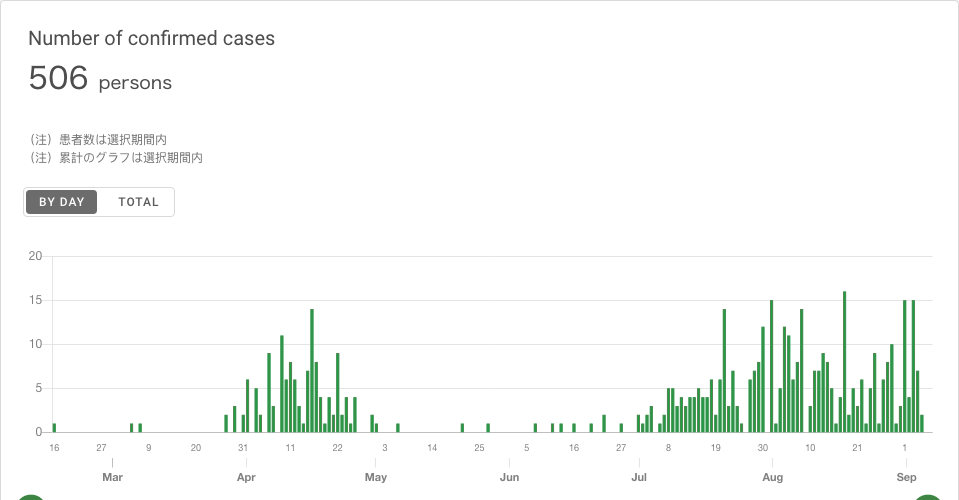 Number of confirmed cases
506 persons
（注）患者数は選択期間内
（注）累計のグラフは選択期間内
BY DAY TOTAL
20
15
10
5
0
16 27 9 20 31 11 22 3 14 25 5 16 27 8 19 30 10 21 1
Mar Apr May Jun Jul Aug Sep